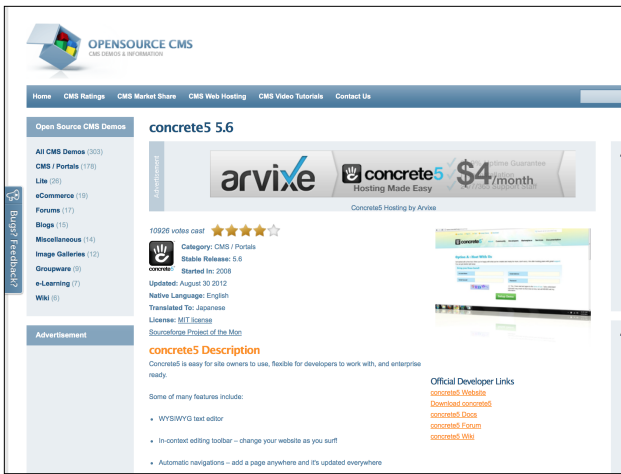 OPENSOURCE CMS
CMS DEMOS & INFORMATION
Home CMS Ratings CMS Market Share CMS Web Hosting CMS Video Tutorials Contact Us
Open Source CMS Demos
All CMS Demos (303)
CMS / Portals (178)
Lite (26)
eCommerce (19)
Forums (17)
Blogs (15)
Miscellaneous (14)
Image Galleries (12)
Groupware (9)
e-Learning (7)
Wiki (6)
Bugs? Feedback?
Advertisement
concrete5 5.6
Advertisement
arvixe
concrete5
Hosting Made Easy
$4/month
Uptime Guarantee
Support Staff
Concrete5 Hosting by Arvixe
10926 votes cast
concrete5
Category: CMS / Portals
Stable Release: 5.6
Started In: 2008
Updated: August 30 2012
Native Language: English
Translated To: Japanese
License: MIT license
Sourceforge Project of the Mon
concrete5
concrete5 Description
Concrete5 is easy for site owners to use, flexible for developers to work with, and enterprise
ready.
Some of many features include:
WYSIWYG text editor
In-context editing toolbar – change your website as you surf!
Automatic navigations – add a page anywhere and it's updated everywhere
Official Developer Links
concrete5 Website
Download concrete5
concrete5 Docs
concrete5 Forum
concrete5 Wiki